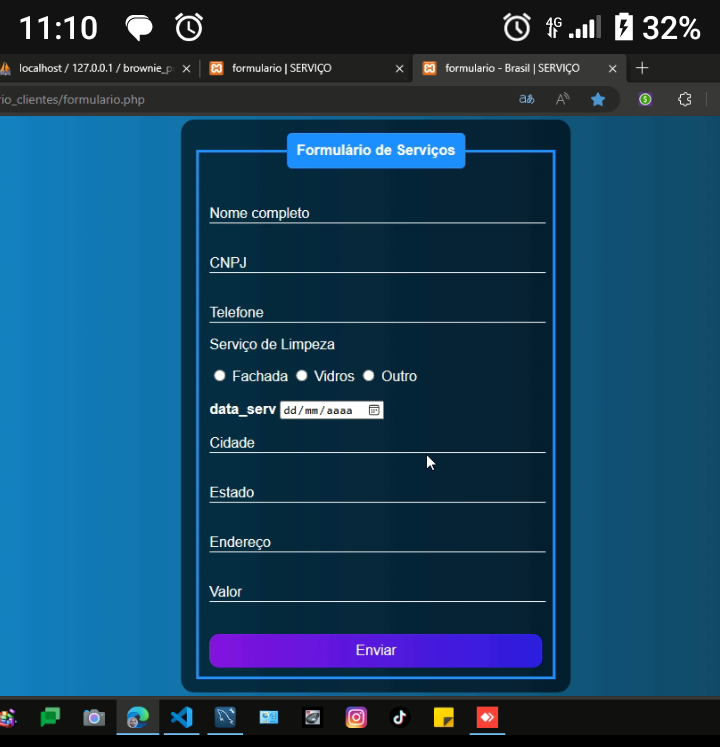 11:10 4G 32%
localhost / 127.0.0.1 / brownie_p formulario | SERVIÇO formulario - Brasil | SERVIÇO
rio_clientes/formulario.php
Formulário de Serviços
Nome completo
CNPJ
Telefone
Serviço de Limpeza
Fachada Vidros Outro
data_serv dd/mm/aaaa
Cidade
Estado
Endereço
Valor
Enviar